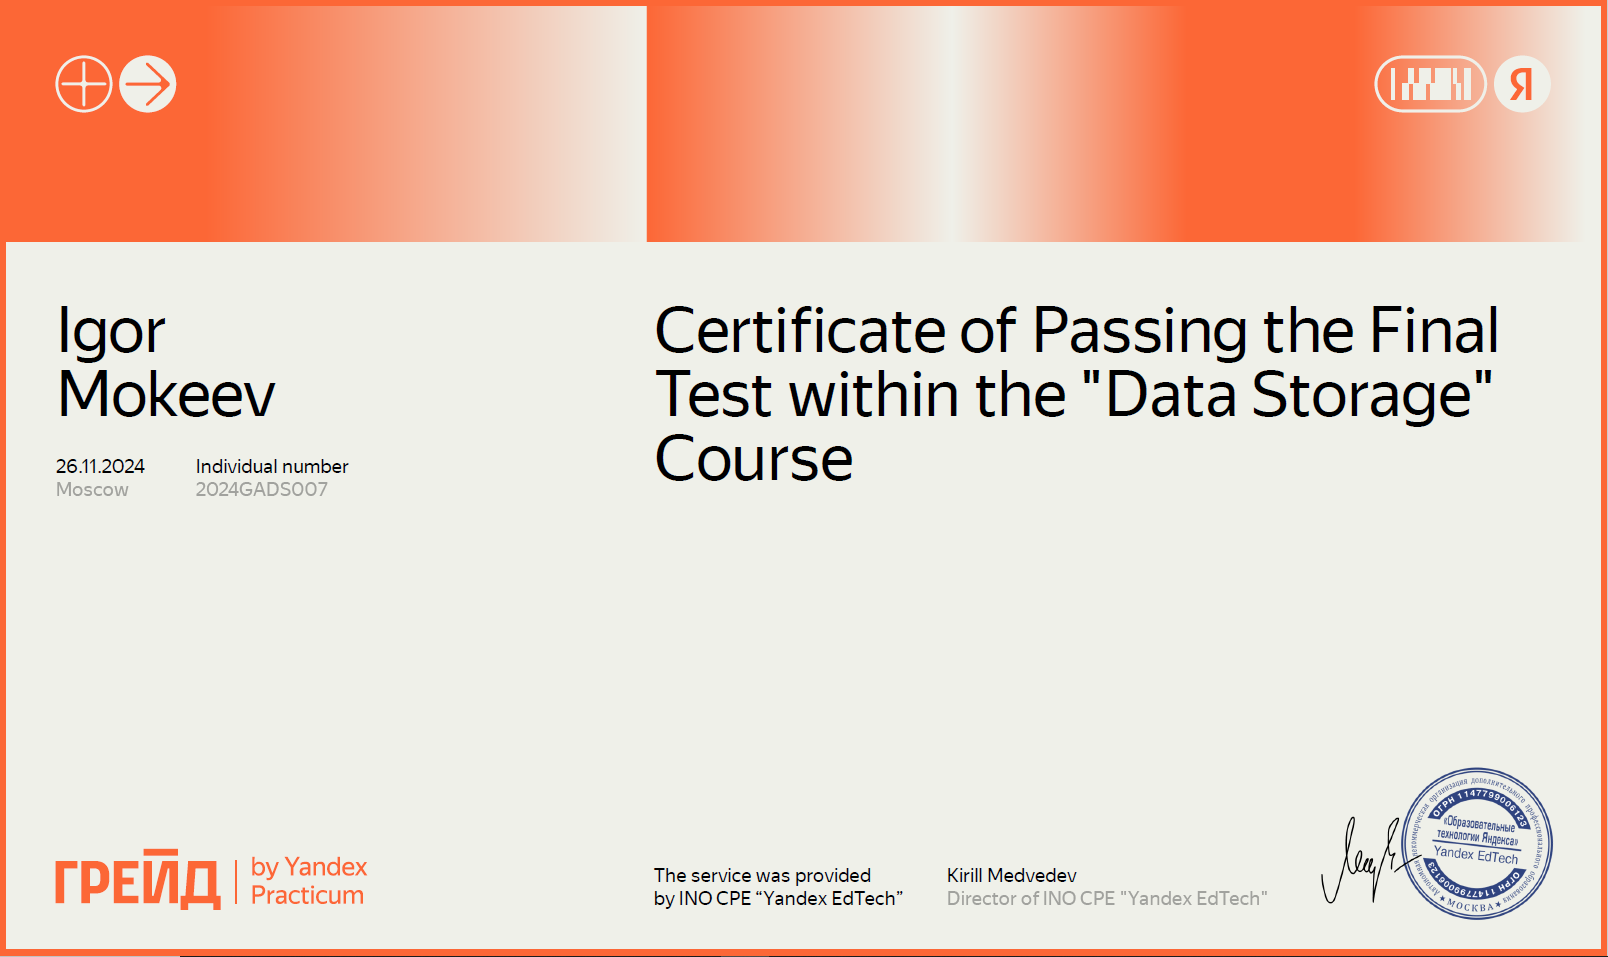 Я
Igor
Mokeev
26.11.2024
Moscow
Individual number
2024GADS007
Certificate of Passing the Final
Test within the "Data Storage"
Course
ГРЕЙД
by Yandex
Practicum
The service was provided
by INO CPE “Yandex EdTech”
Kirill Medvedev
Director of INO CPE "Yandex EdTech"
Автономная некоммерческая организация дополнительного профессионального образования
ОГРН 1147799006123
«Образовательные
технологии Яндекса»
Yandex EdTech
ОГРН 1147799006123
★ МОСКВА ★